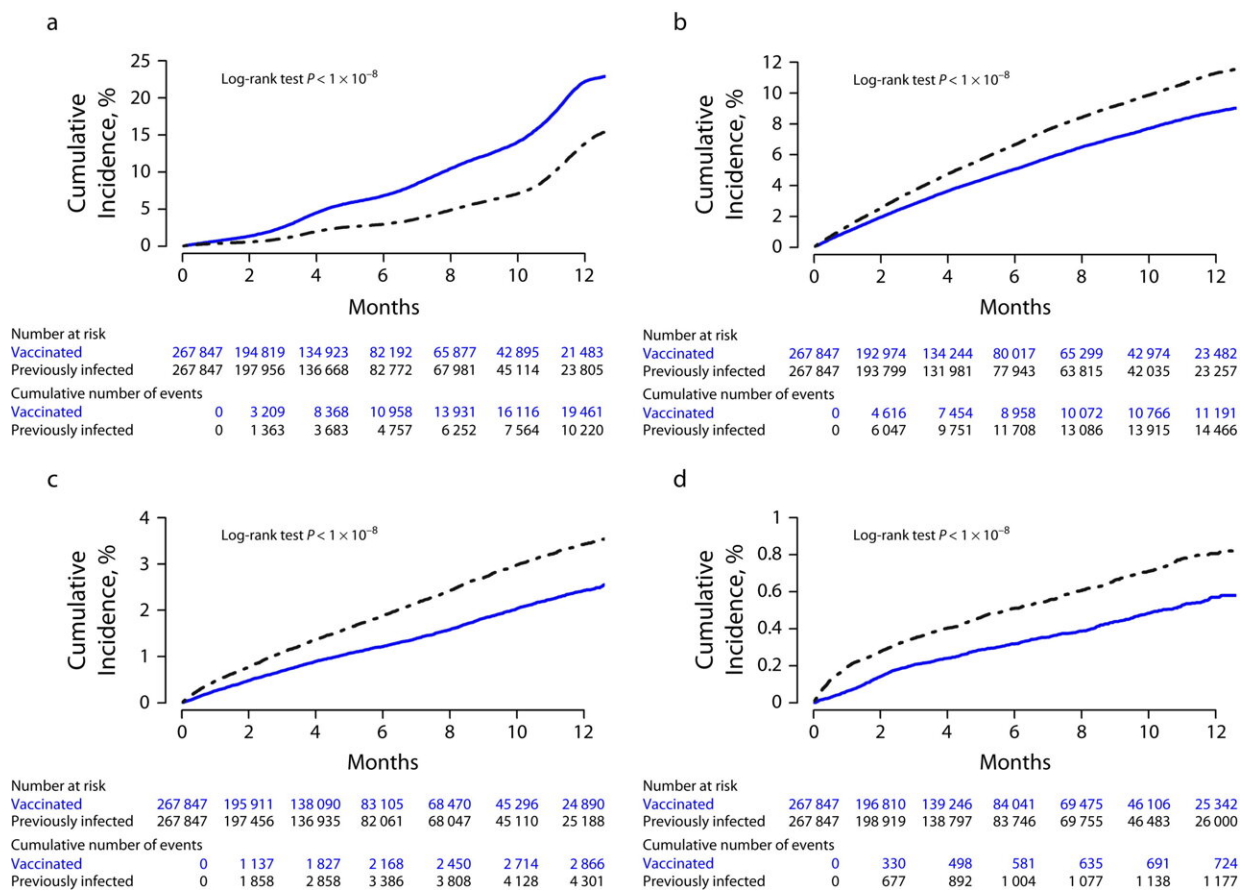 a
Cumulative
Incidence, %
25
20
15
10
5
0
Log-rank test P < 1 × 10⁻⁸
0 2 4 6 8 10 12
Months
Number at risk
Vaccinated 267 847 194 819 134 923 82 192 65 877 42 895 21 483
Previously infected 267 847 197 956 136 668 82 772 67 981 45 114 23 805
Cumulative number of events
Vaccinated 0 3 209 8 368 10 958 13 931 16 116 19 461
Previously infected 0 1 363 3 683 4 757 6 252 7 564 10 220
b
Cumulative
Incidence, %
12
10
8
6
4
2
0
Log-rank test P < 1 × 10⁻⁸
0 2 4 6 8 10 12
Months
Number at risk
Vaccinated 267 847 192 974 134 244 80 017 65 299 42 974 23 482
Previously infected 267 847 193 799 131 981 77 943 63 815 42 035 23 257
Cumulative number of events
Vaccinated 0 4 616 7 454 8 958 10 072 10 766 11 191
Previously infected 0 6 047 9 751 11 708 13 086 13 915 14 466
c
Cumulative
Incidence, %
4
3
2
1
0
Log-rank test P < 1 × 10⁻⁸
0 2 4 6 8 10 12
Months
Number at risk
Vaccinated 267 847 195 911 138 090 83 105 68 470 45 296 24 890
Previously infected 267 847 197 456 136 935 82 061 68 047 45 110 25 188
Cumulative number of events
Vaccinated 0 1 137 1 827 2 168 2 450 2 714 2 866
Previously infected 0 1 858 2 858 3 386 3 808 4 128 4 301
d
Cumulative
Incidence, %
1
0.8
0.6
0.4
0.2
0
Log-rank test P < 1 × 10⁻⁸
0 2 4 6 8 10 12
Months
Number at risk
Vaccinated 267 847 196 810 139 246 84 041 69 475 46 106 25 342
Previously infected 267 847 198 919 138 797 83 746 69 755 46 483 26 000
Cumulative number of events
Vaccinated 0 330 498 581 635 691 724
Previously infected 0 677 892 1 004 1 077 1 138 1 177